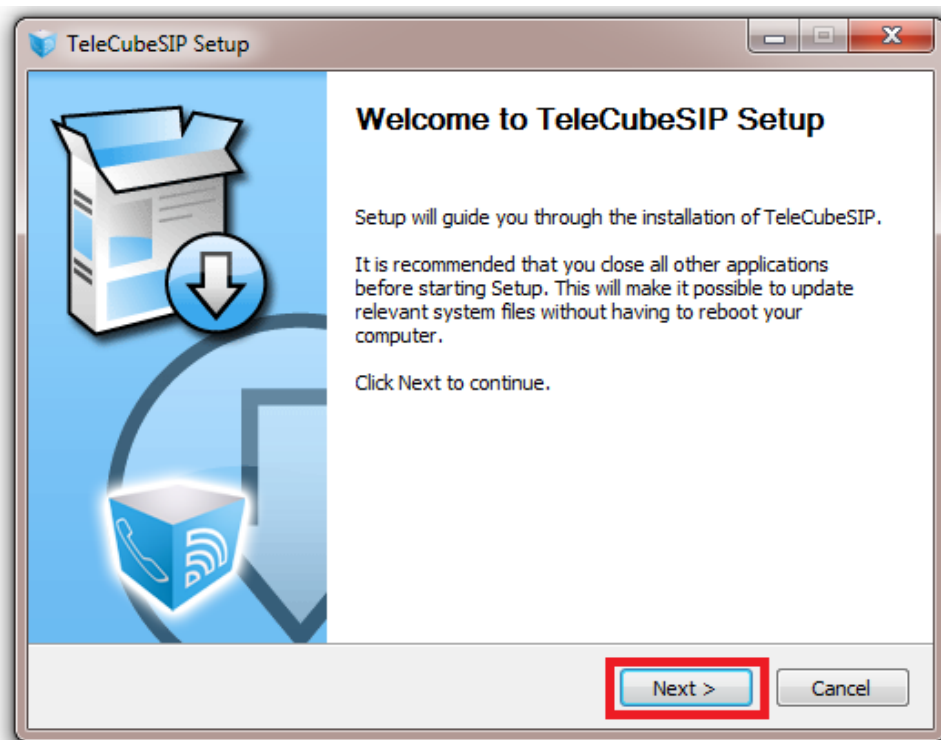 TeleCubeSIP Setup
Welcome to TeleCubeSIP Setup
Setup will guide you through the installation of TeleCubeSIP.
It is recommended that you close all other applications
before starting Setup. This will make it possible to update
relevant system files without having to reboot your
computer.
Click Next to continue.
Next >
Cancel